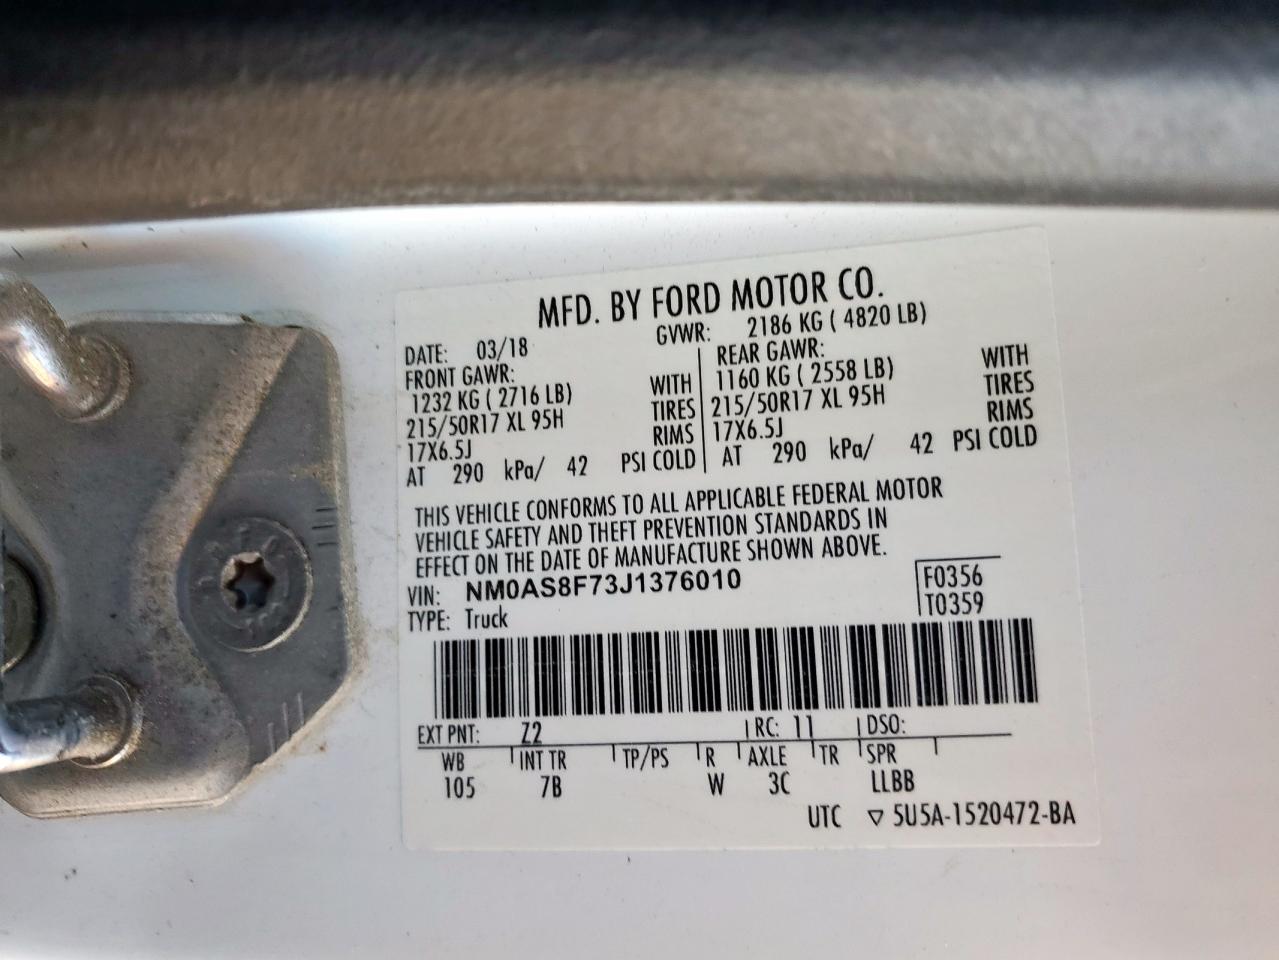 MFD. BY FORD MOTOR CO.
DATE: 03/18 GVWR: 2186 KG ( 4820 LB)
FRONT GAWR: REAR GAWR:
1232 KG ( 2716 LB) WITH 1160 KG ( 2558 LB) WITH
215/50R17 XL 95H TIRES 215/50R17 XL 95H TIRES
17X6.5J RIMS 17X6.5J RIMS
AT 290 kPa/ 42 PSI COLD AT 290 kPa/ 42 PSI COLD
THIS VEHICLE CONFORMS TO ALL APPLICABLE FEDERAL MOTOR
VEHICLE SAFETY AND THEFT PREVENTION STANDARDS IN
EFFECT ON THE DATE OF MANUFACTURE SHOWN ABOVE.
VIN: NM0AS8F73J1376010 F0356
TYPE: Truck T0359
EXT PNT: Z2 RC: 11 DSO:
WB INT TR TP/PS R AXLE TR SPR
105 7B W 3C LLBB
UTC ▽ 5U5A-1520472-BA